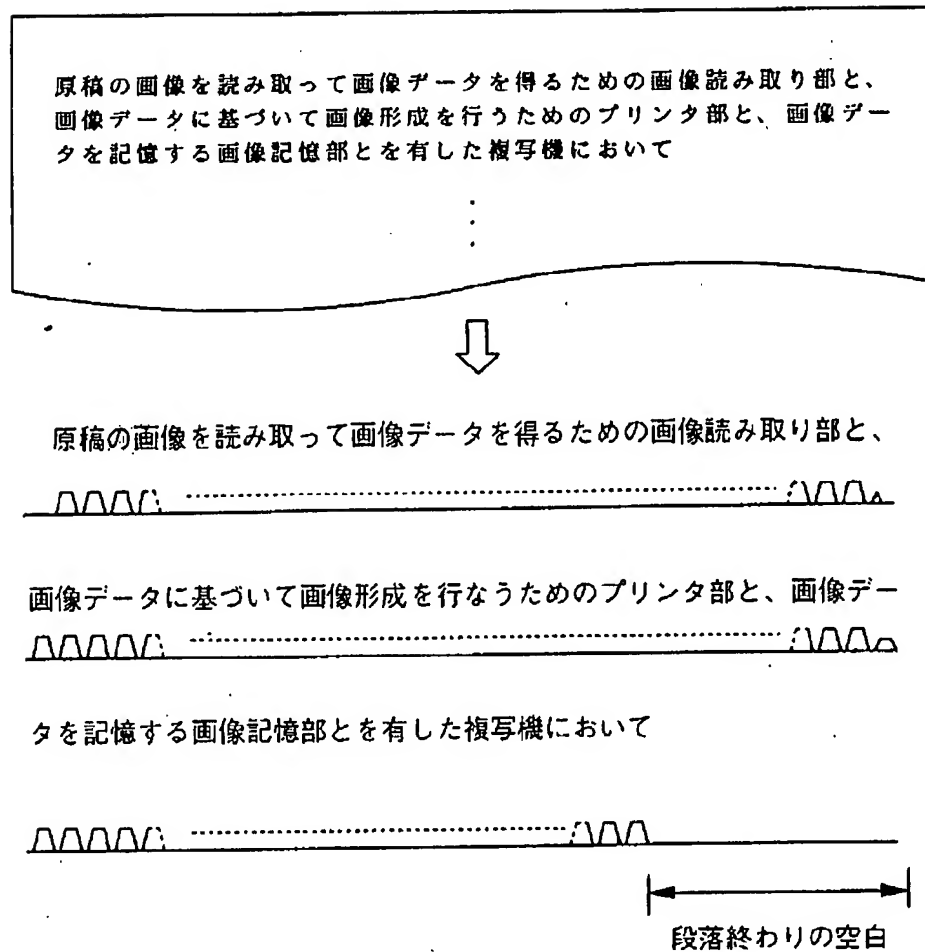 原稿の画像を読み取って画像データを得るための画像読み取り部と、
画像データに基づいて画像形成を行うためのプリンタ部と、画像デー
タを記憶する画像記憶部とを有した複写機において
原稿の画像を読み取って画像データを得るための画像読み取り部と、
画像データに基づいて画像形成を行なうためのプリンタ部と、画像デー
タを記憶する画像記憶部とを有した複写機において
段落終わりの空白